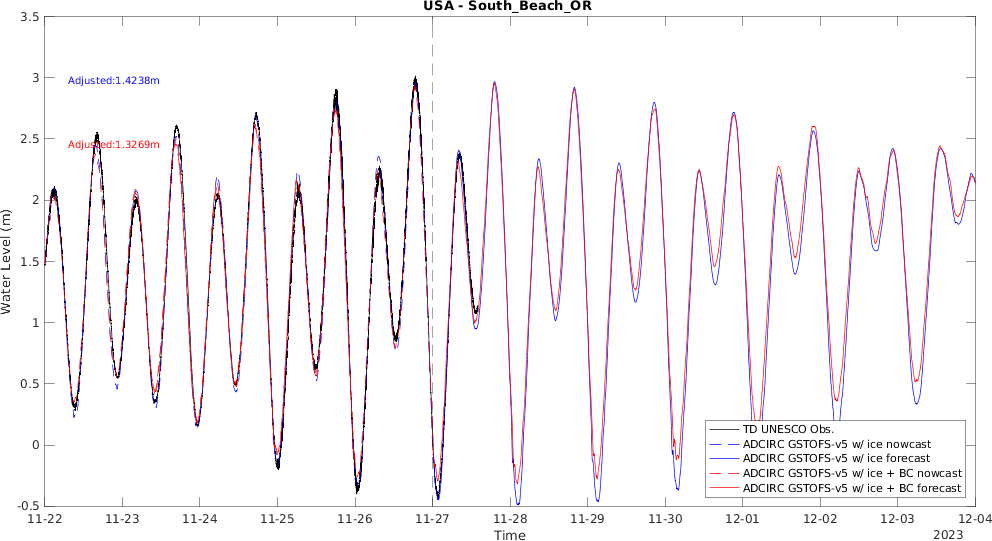 USA - South_Beach_OR
3.5
3
2.5
2
1.5
1
0.5
0
-0.5
Water Level (m)
Adjusted:1.4238m
Adjusted:1.3269m
TD UNESCO Obs.
ADCIRC GSTOFS-v5 w/ ice nowcast
ADCIRC GSTOFS-v5 w/ ice forecast
ADCIRC GSTOFS-v5 w/ ice + BC nowcast
ADCIRC GSTOFS-v5 w/ ice + BC forecast
11-22 11-23 11-24 11-25 11-26 11-27 11-28 11-29 11-30 12-01 12-02 12-03 12-04
Time
2023